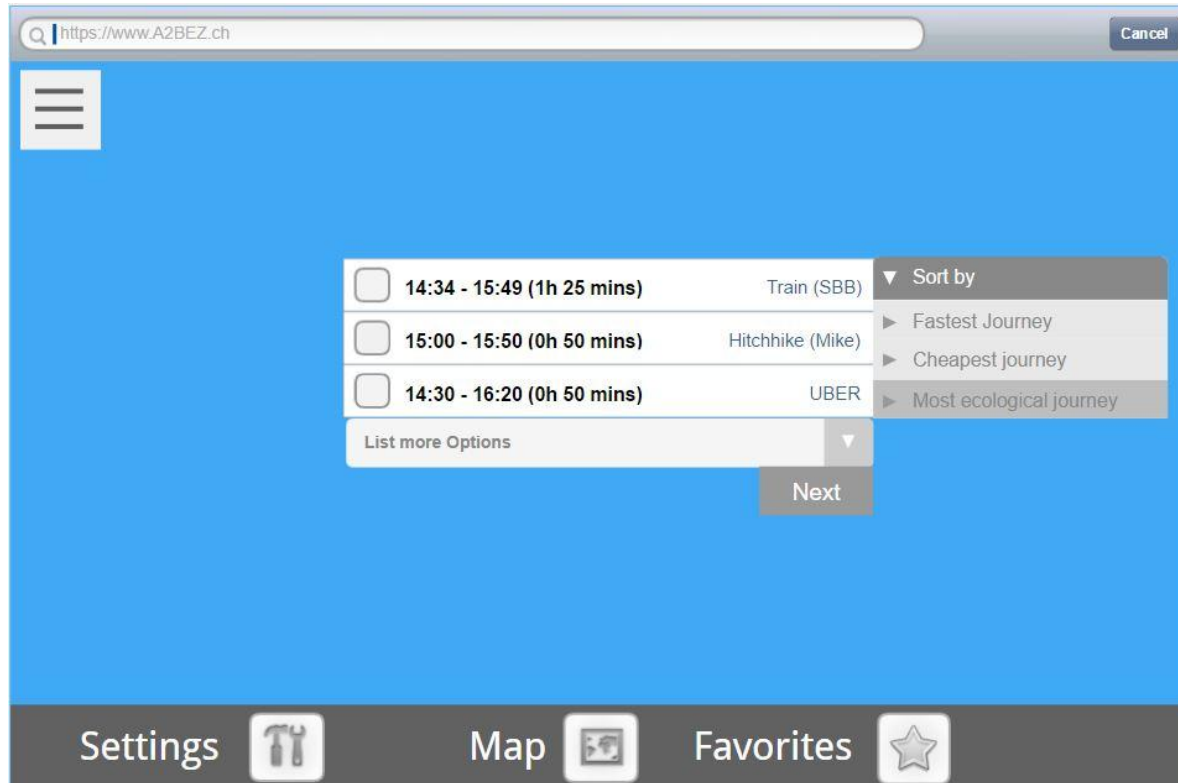 https://www.A2BEZ.ch
Cancel
14:34 - 15:49 (1h 25 mins)
Train (SBB)
15:00 - 15:50 (0h 50 mins)
Hitchhike (Mike)
14:30 - 16:20 (0h 50 mins)
UBER
List more Options
Next
Sort by
Fastest Journey
Cheapest journey
Most ecological journey
Settings
Map
Favorites